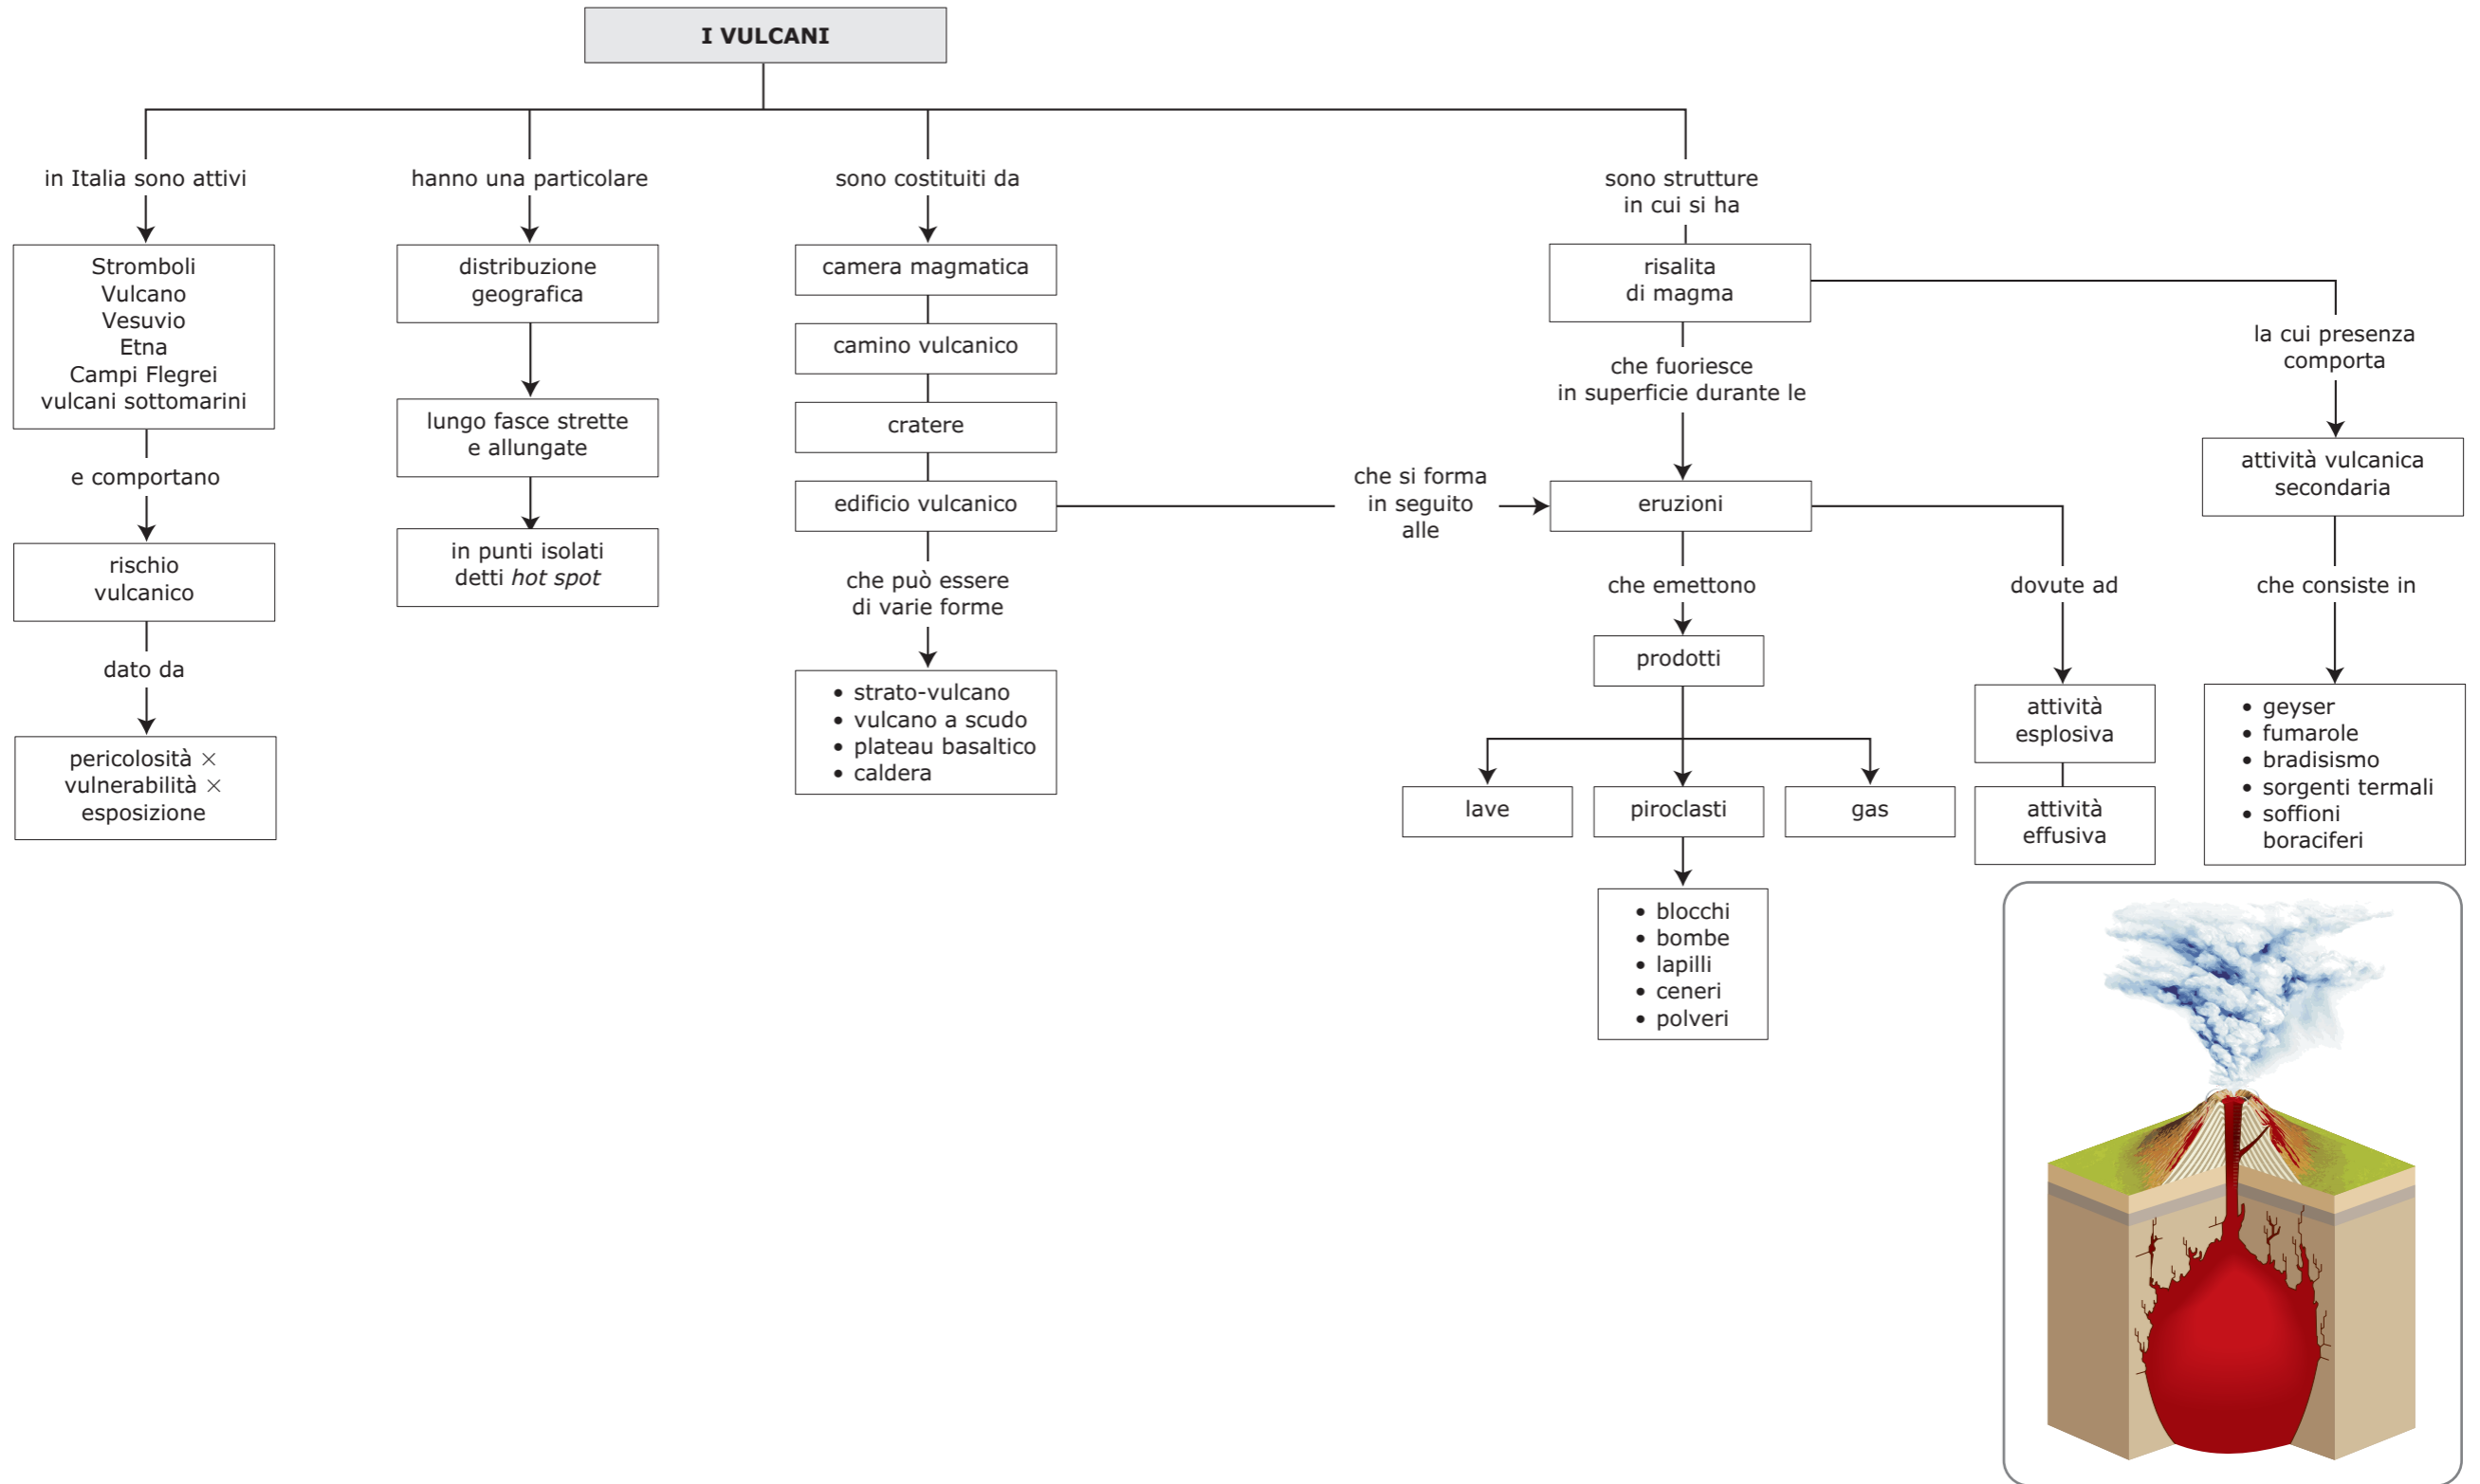 I VULCANI
in Italia sono attivi
Stromboli
Vulcano
Vesuvio
Etna
Campi Flegrei
vulcani sottomarini
e comportano
rischio
vulcanico
dato da
pericolosità ×
vulnerabilità ×
esposizione
hanno una particolare
distribuzione
geografica
lungo fasce strette
e allungate
in punti isolati
detti hot spot
sono costituiti da
camera magmatica
camino vulcanico
cratere
edificio vulcanico
che può essere
di varie forme
• strato-vulcano
• vulcano a scudo
• plateau basaltico
• caldera
che si forma
in seguito
alle
sono strutture
in cui si ha
risalita
di magma
che fuoriesce
in superficie durante le
eruzioni
che emettono
prodotti
lave
piroclasti
gas
• blocchi
• bombe
• lapilli
• ceneri
• polveri
dovute ad
attività
esplosiva
attività
effusiva
la cui presenza
comporta
attività vulcanica
secondaria
che consiste in
• geyser
• fumarole
• bradisismo
• sorgenti termali
• soffioni
boraciferi